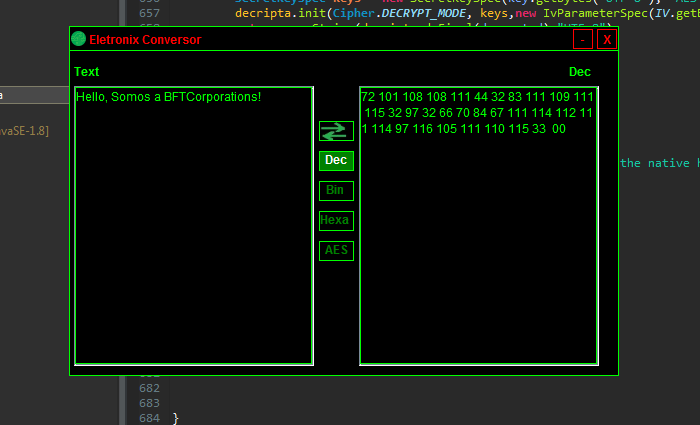 657 decripta.init(Cipher.DECRYPT_MODE, keys,new IvParameterSpec(IV.get
Eletronix Conversor
- X
Text
Dec
Hello, Somos a BFTCorporations!
72 101 108 108 111 44 32 83 111 109 111
115 32 97 32 66 70 84 67 111 114 112 11
1 114 97 116 105 111 110 115 33 00
Dec
Bin
Hexa
AES
a
vaSE-1.8]
the native
682
683
684 }